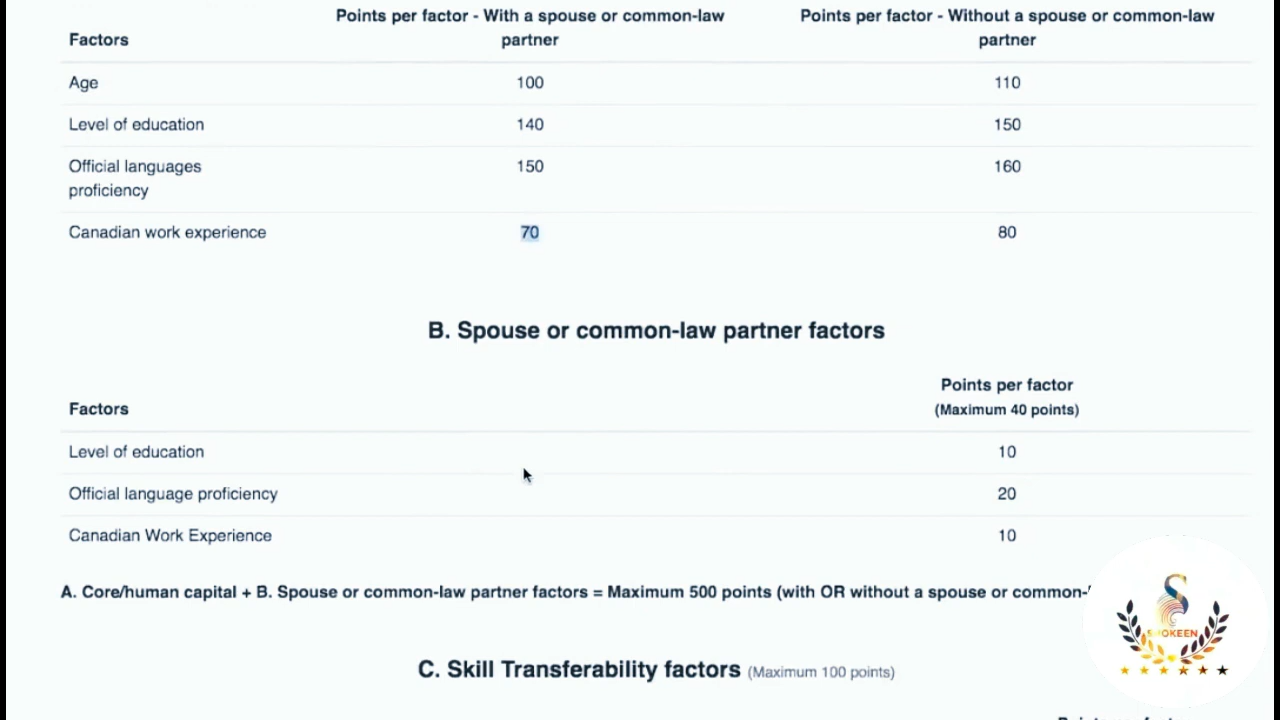 Points per factor - With a spouse or common-law partner
Points per factor - Without a spouse or common-law partner
Factors
Age 100 110
Level of education 140 150
Official languages proficiency 150 160
Canadian work experience 70 80
B. Spouse or common-law partner factors
Points per factor
Factors (Maximum 40 points)
Level of education 10
Official language proficiency 20
Canadian Work Experience 10
A. Core/human capital + B. Spouse or common-law partner factors = Maximum 500 points (with OR without a spouse or common-
SHOKEEN
C. Skill Transferability factors (Maximum 100 points)